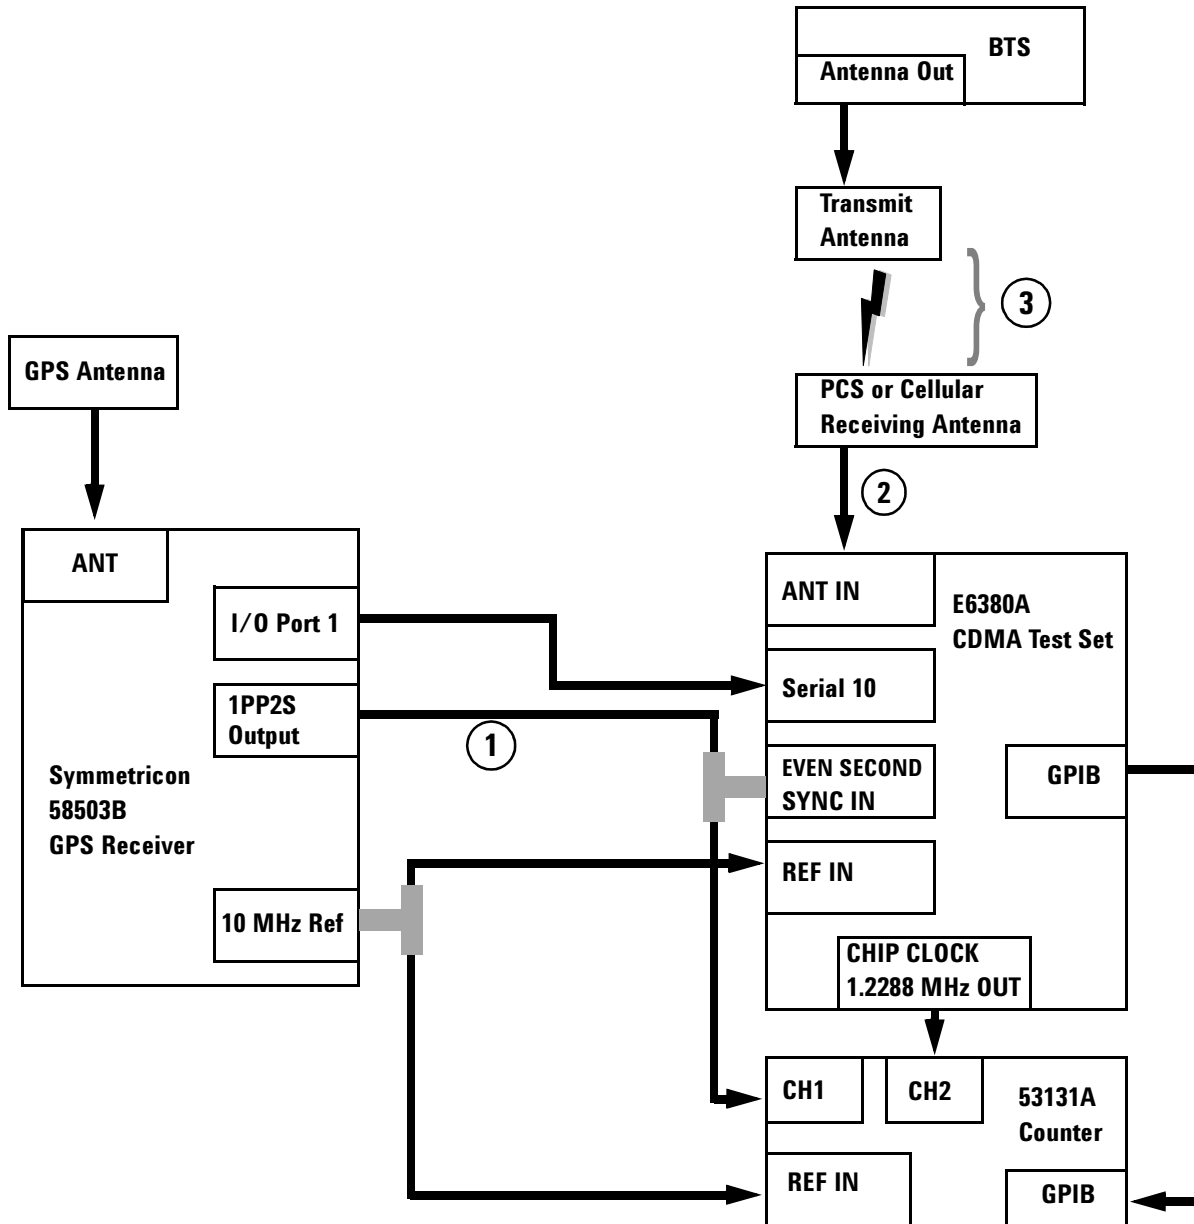 BTS
Antenna Out
Transmit
Antenna
3
GPS Antenna
PCS or Cellular
Receiving Antenna
2
ANT
I/O Port 1
1PP2S
Output
1
Symmetricon
58503B
GPS Receiver
10 MHz Ref
ANT IN
E6380A
CDMA Test Set
Serial 10
EVEN SECOND
SYNC IN
GPIB
REF IN
CHIP CLOCK
1.2288 MHz OUT
CH1
CH2
53131A
Counter
REF IN
GPIB